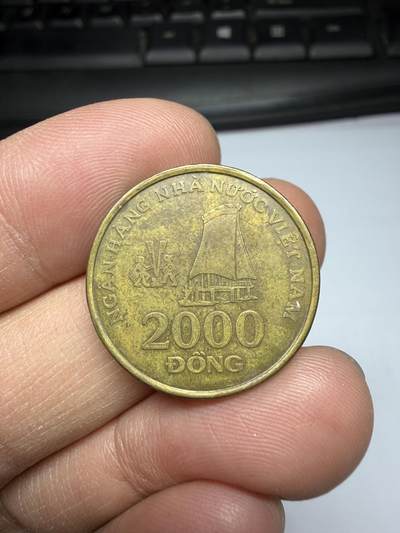 NGÂN HÀNG NHÀ NƯỚC VIỆT NAM
2000
ĐỒNG